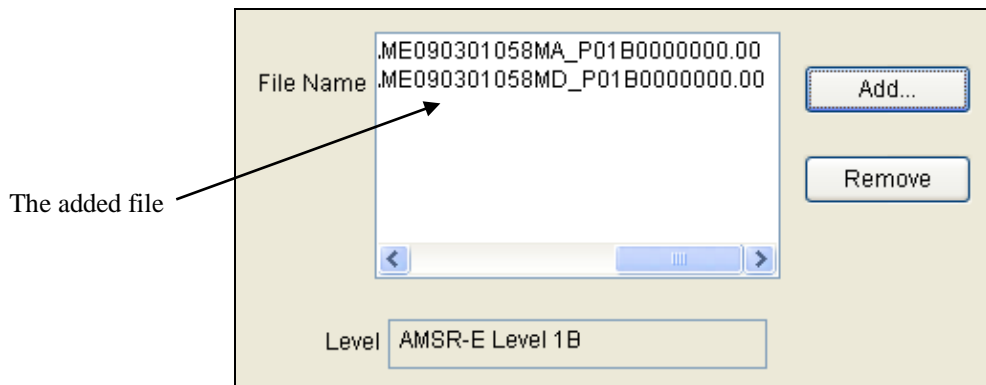 .ME090301058MA_P01B0000000.00
File Name .ME090301058MD_P01B0000000.00
Add...
Remove
The added file
Level AMSR-E Level 1B